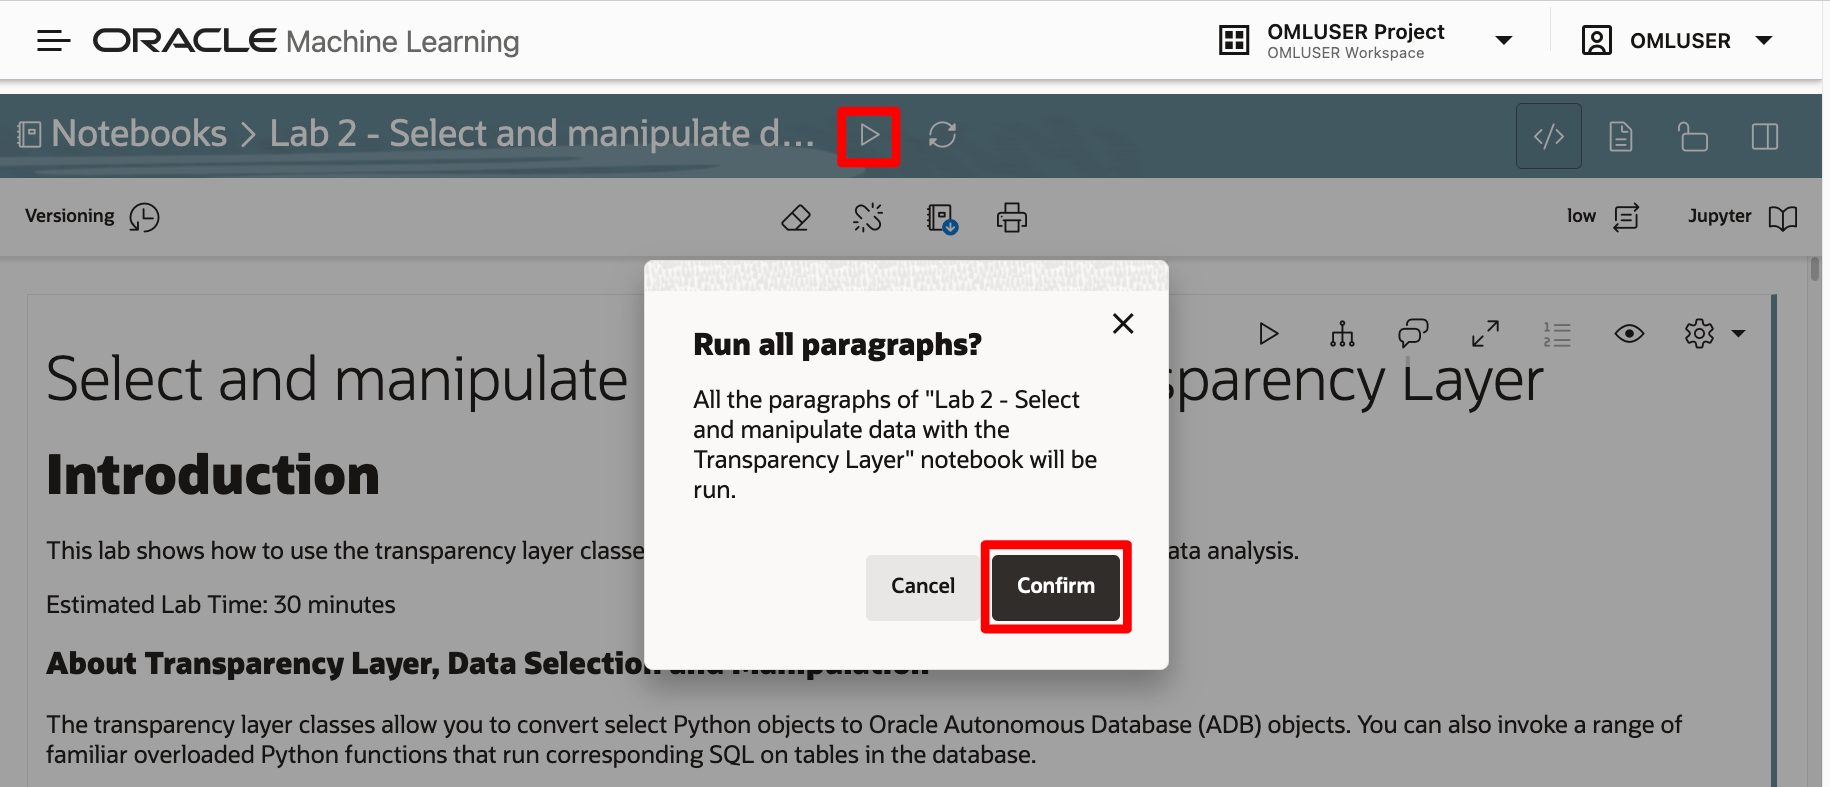 ORACLE Machine Learning
OMLUSER Project
OMLUSER Workspace
OMLUSER
Notebooks > Lab 2 - Select and manipulate d...
Versioning
low
Jupyter
Select and manipulate
sparency Layer
Introduction
This lab shows how to use the transparency layer classe
ata analysis.
Estimated Lab Time: 30 minutes
About Transparency Layer, Data Selection and Manipulation
The transparency layer classes allow you to convert select Python objects to Oracle Autonomous Database (ADB) objects. You can also invoke a range of
familiar overloaded Python functions that run corresponding SQL on tables in the database.
Run all paragraphs?
All the paragraphs of "Lab 2 - Select
and manipulate data with the
Transparency Layer" notebook will be
run.
Cancel
Confirm